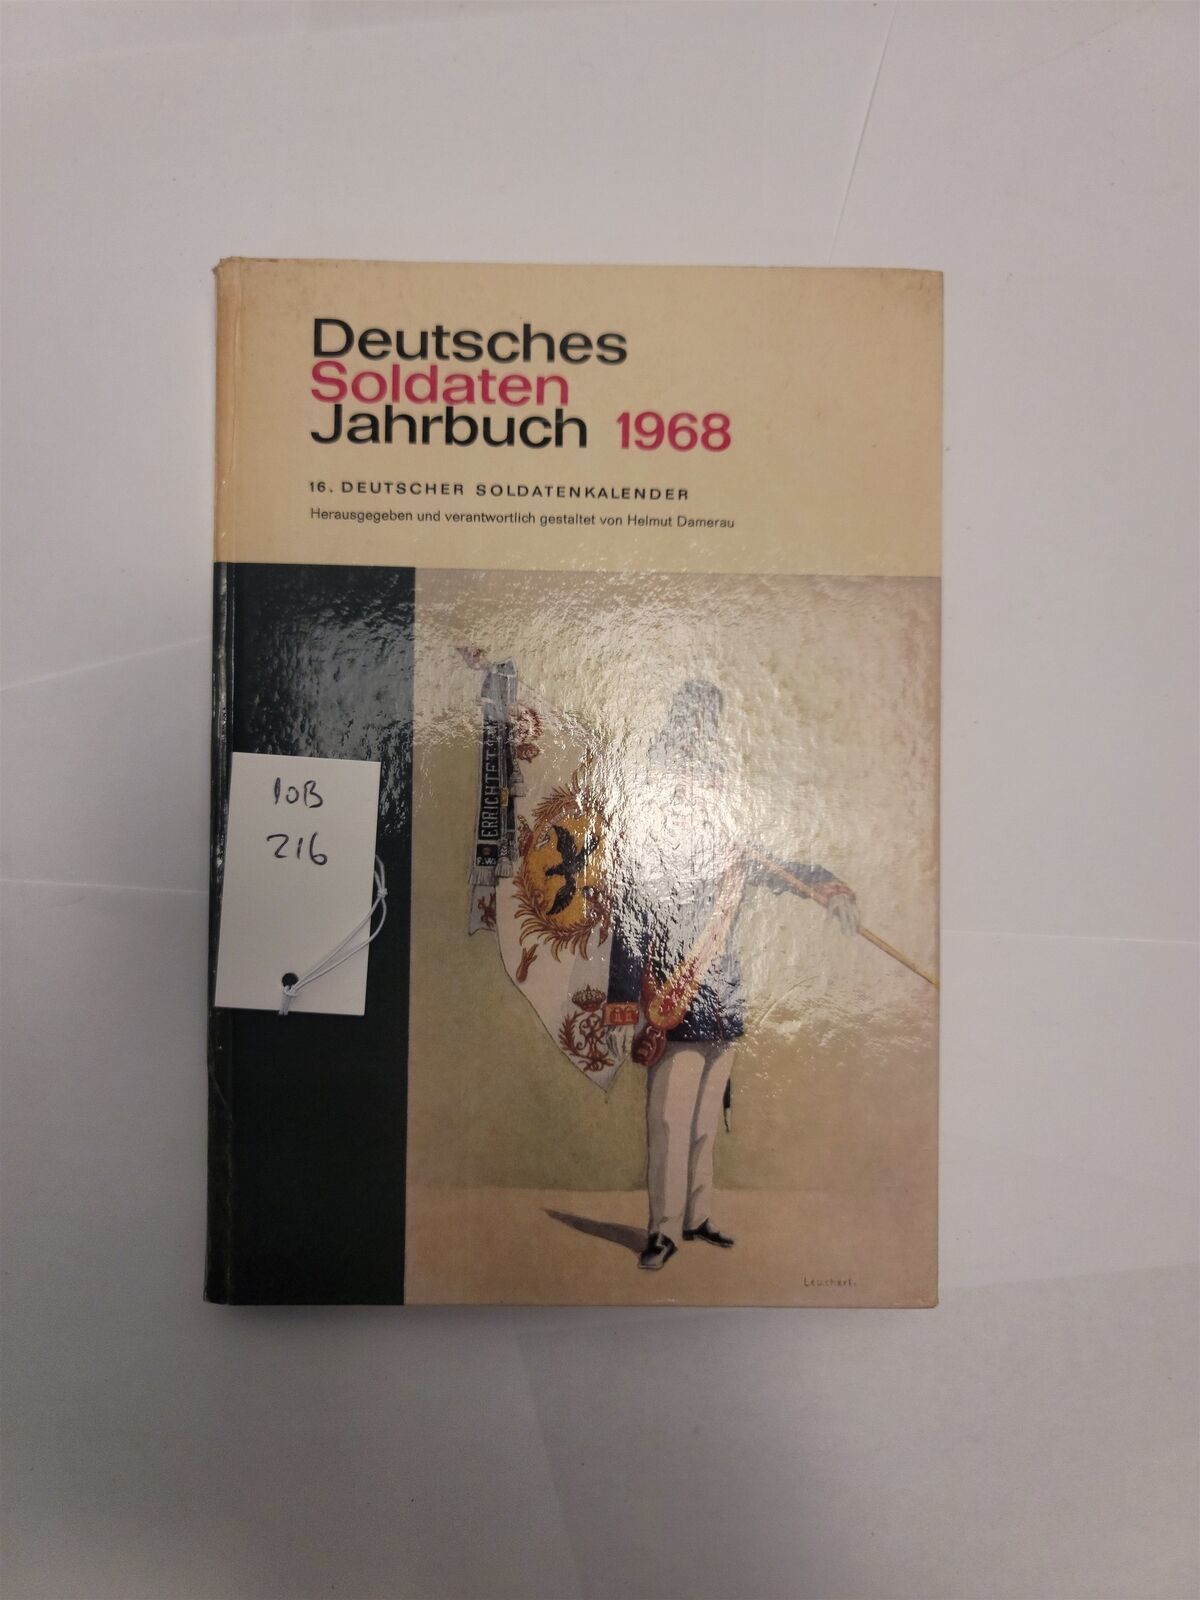 Deutsches
Soldaten
Jahrbuch 1968
16. DEUTSCHER SOLDATENKALENDER
Herausgegeben und verantwortlich gestaltet von Helmut Damerau
10B
216
ERRICHTET
Leuchert.